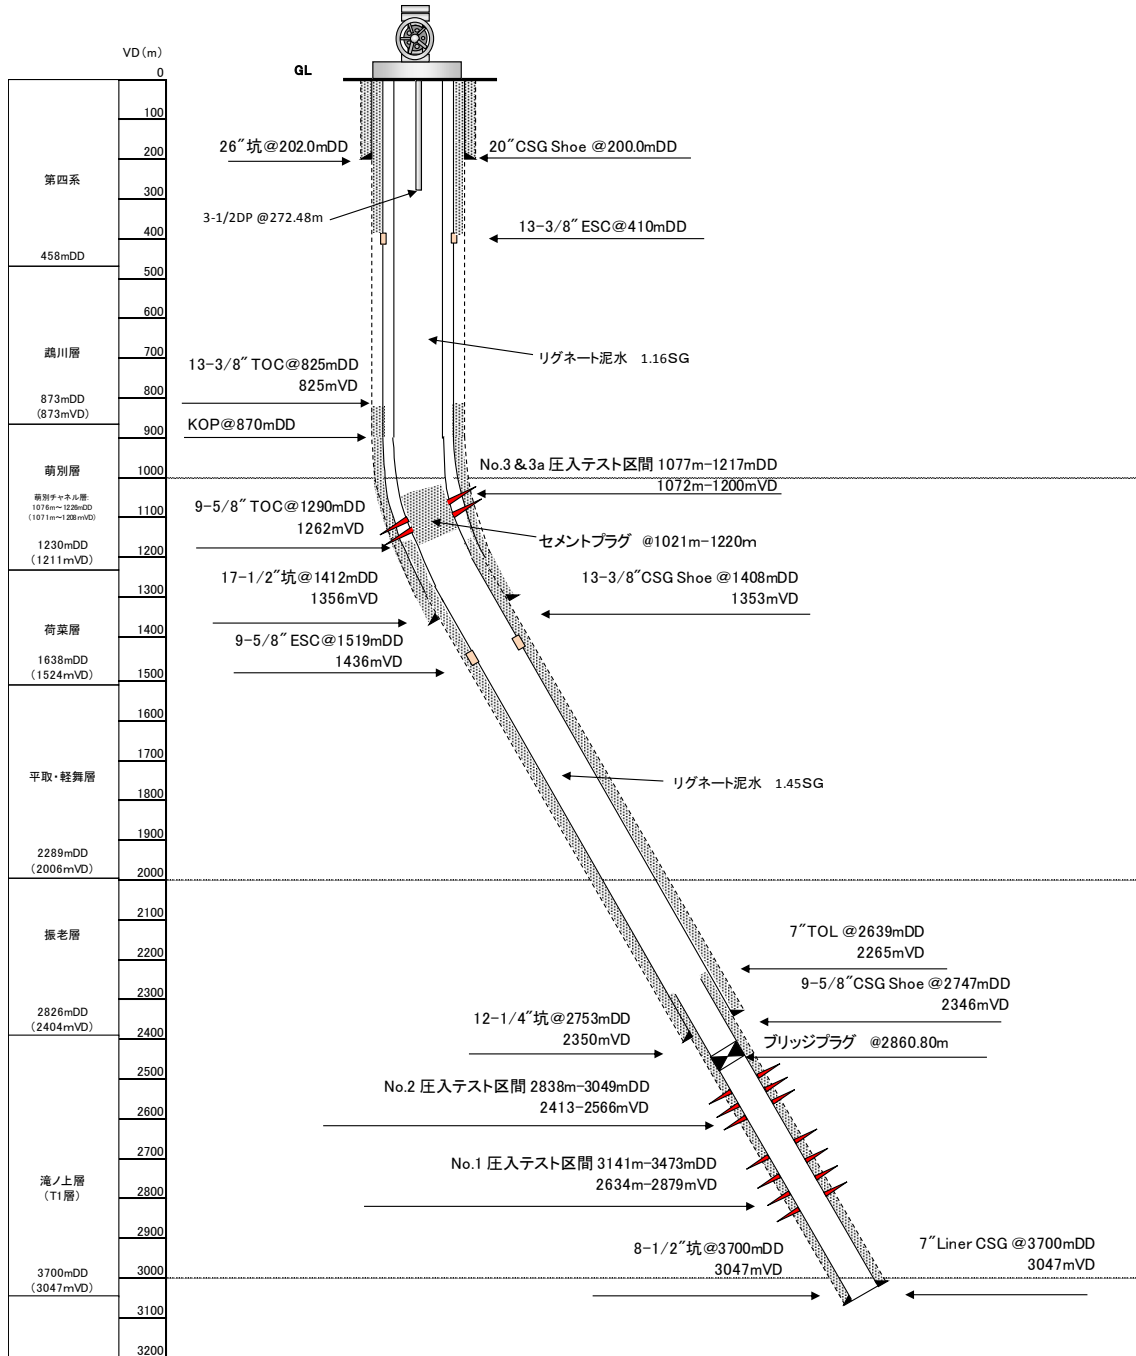 VD(m)
0
100
200
300
400
500
600
700
800
900
1000
1100
1200
1300
1400
1500
1600
1700
1800
1900
2000
2100
2200
2300
2400
2500
2600
2700
2800
2900
3000
3100
3200
第四系
458mDD
鵡川層
873mDD
(873mVD)
萌別層
萌別チャネル層:
1076m~1226mDD
(1071m~1208mVD)
1230mDD
(1211mVD)
荷菜層
1638mDD
(1524mVD)
平取・軽舞層
2289mDD
(2006mVD)
振老層
2826mDD
(2404mVD)
滝ノ上層
(T1層)
3700mDD
(3047mVD)
GL
26″坑@202.0mDD
20″CSG Shoe @200.0mDD
3-1/2DP @272.48m
13-3/8″ ESC@410mDD
リグネート泥水 1.16SG
13-3/8″ TOC@825mDD
825mVD
KOP@870mDD
No.3&3a 圧入テスト区間 1077m-1217mDD
1072m-1200mVD
9-5/8″ TOC@1290mDD
1262mVD
セメントプラグ @1021m-1220m
17-1/2″坑@1412mDD
1356mVD
13-3/8″CSG Shoe @1408mDD
1353mVD
9-5/8″ ESC@1519mDD
1436mVD
リグネート泥水 1.45SG
7″TOL @2639mDD
2265mVD
9-5/8″CSG Shoe @2747mDD
2346mVD
12-1/4″坑@2753mDD
2350mVD
ブリッジプラグ @2860.80m
No.2 圧入テスト区間 2838m-3049mDD
2413-2566mVD
No.1 圧入テスト区間 3141m-3473mDD
2634m-2879mVD
8-1/2″坑@3700mDD
3047mVD
7″Liner CSG @3700mDD
3047mVD